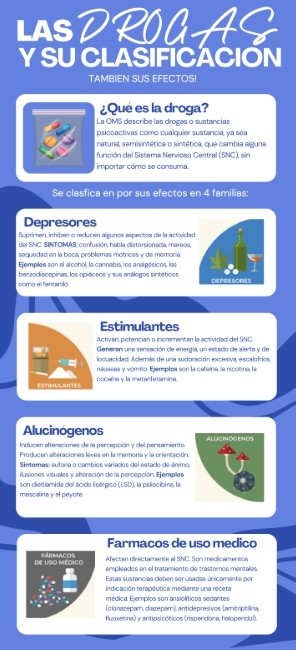 LAS DROGAS
Y SU CLASIFICACIÓN
TAMBIEN SUS EFECTOS!
¿Qué es la droga?
La OMS describe las drogas o sustancias
psicoactivas como cualquier sustancia, ya sea
natural, semisintética o sintética, que cambia alguna
función del Sistema Nervioso Central (SNC), sin
importar cómo se consuma.
Se clasfica en por sus efectos en 4 familias:
Depresores
Suprimen, inhiben o reducen algunos aspectos de la actividad
del SNC. SINTOMAS; confusión, habla distorsionada, mareos,
sequedad en la boca, problemas motrices y de memoria.
Ejemplos son el alcohol, la cannabis, los analgésicos, las
benzodiacepinas, los opiáceos y sus análogos sintéticos
como el fentanilo.
DEPRESORES
Estimulantes
Activan, potencian o incrementan la actividad del SNC.
Generan una sensación de energía, un estado de alerta y de
locuacidad. Además de una sudoración excesiva, escalofríos,
náuseas y vómito. Ejemplos son la cafeína, la nicotina, la
cocaína y la metanfetamina.
ESTIMULANTES
Alucinógenos
Inducen alteraciones de la percepción y del pensamiento.
Producen alteraciones leves en la memoria y la orientación.
Síntomas: euforia o cambios variados del estado de ánimo,
ilusiones visuales y alteración de la percepción. Ejemplos
son dietilamida del ácido lisérgico (LSD), la psilocibina, la
mescalina y el peyote.
ALUCINÓGENOS
Farmacos de uso medico
Afectan directamente al SNC. Son medicamentos
empleados en el tratamiento de trastornos mentales.
Estas sustancias deben ser usadas únicamente por
indicación terapéutica mediante una receta
médica. Ejemplos son ansiolíticos sedantes
(clonazepam, diazepam), antidepresivos (amitriptilina,
fluoxetina) y antipsicóticos (risperidona, haloperidol).
FÁRMACOS
DE USO MÉDICO